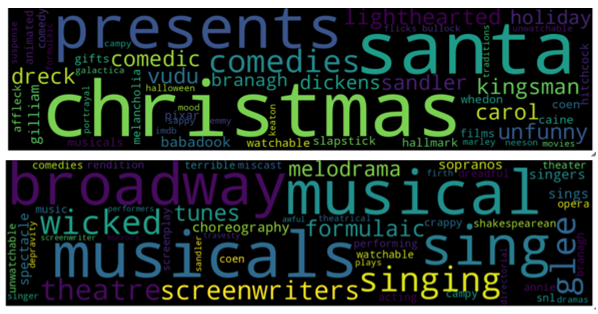 presents
santa
christmas
lighthearted
holiday
comedic
comedies
dreck
vudu
branagh
dickens
sandler
kingsman
carol
unfunny
suspense
animated
comedy
campy
gifts
galactica
affleck
gilliam
portrayal
melancholia
halloween
mood
pixar
sappy
emmy
imdb
babadook
musicals
watchable
keaton
slapstick
hallmark
flicks
bullock
unwatchable
traditions
hitchcock
whedon
coen
caine
films
marley
neeson
movies
broadway
musical
musicals
sing
wicked
tunes
melodrama
formulaic
choreography
theatre
screenwriters
singing
glee
comedies
rendition
terrible
miscast
sopranos
firth
dreadful
theater
singers
sings
opera
music
performers
awful
theatrical
crappy
shakespearean
spectacle
unwatchable
depravity
screenwriter
screenplay
sandler
travesty
coen
performing
watchable
plays
directorial
branagh
annie
singer
acting
campy
snl
dramas